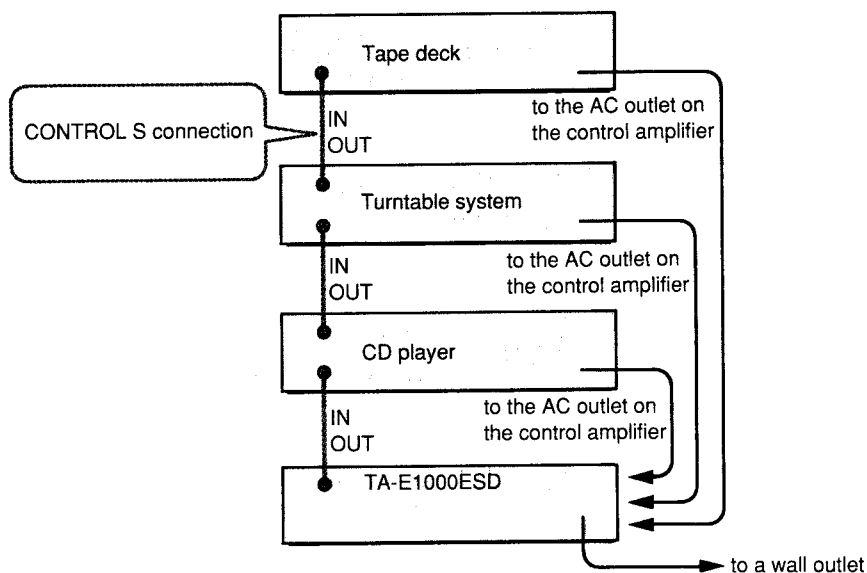 Tape deck
to the AC outlet on
the control amplifier
CONTROL S connection
IN
OUT
Turntable system
to the AC outlet on
the control amplifier
IN
OUT
CD player
to the AC outlet on
the control amplifier
IN
OUT
TA-E1000ESD
to a wall outlet